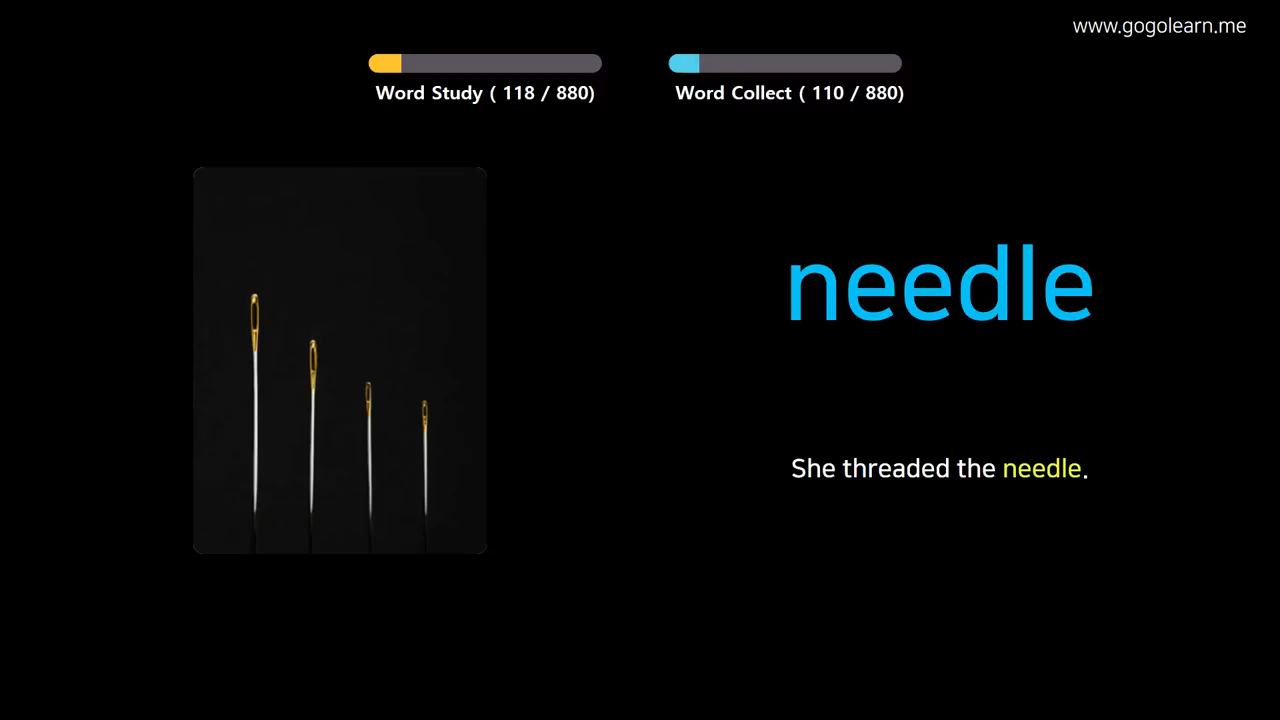 www.gogolearn.me
Word Study ( 118 / 880)
Word Collect ( 110 / 880)
needle
She threaded the needle.